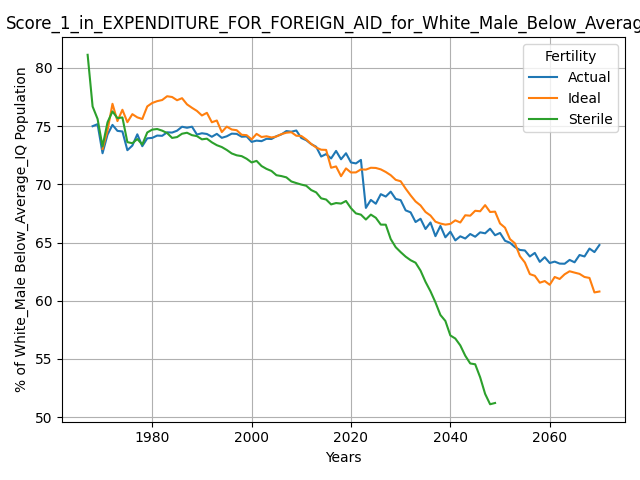 Score_1_in_EXPENDITURE_FOR_FOREIGN_AID_for_White_Male_Below_Averag
Fertility
Actual
Ideal
Sterile
% of White_Male Below_Average_IQ Population
80
75
70
65
60
55
50
1980
2000
2020
2040
2060
Years